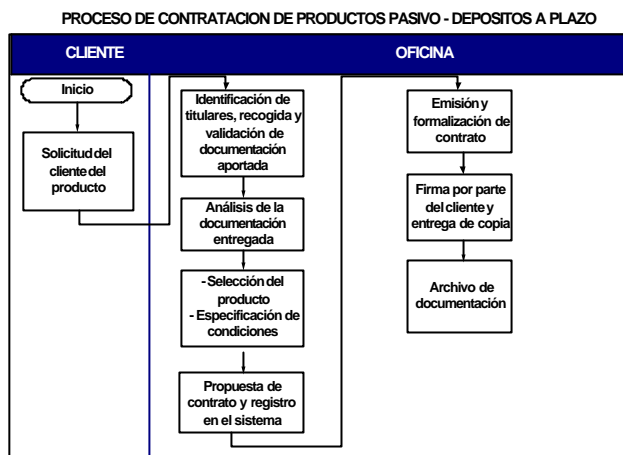 PROCESO DE CONTRATACION DE PRODUCTOS PASIVO - DEPOSITOS A PLAZO
CLIENTE
OFICINA
Inicio
Solicitud del
cliente del
producto
Identificación de
titulares, recogida y
validación de
documentación
aportada
Análisis de la
documentación
entregada
- Selección del
producto
- Especificación de
condiciones
Propuesta de
contrato y registro
en el sistema
Emisión y
formalización de
contrato
Firma por parte
del cliente y
entrega de copia
Archivo de
documentación